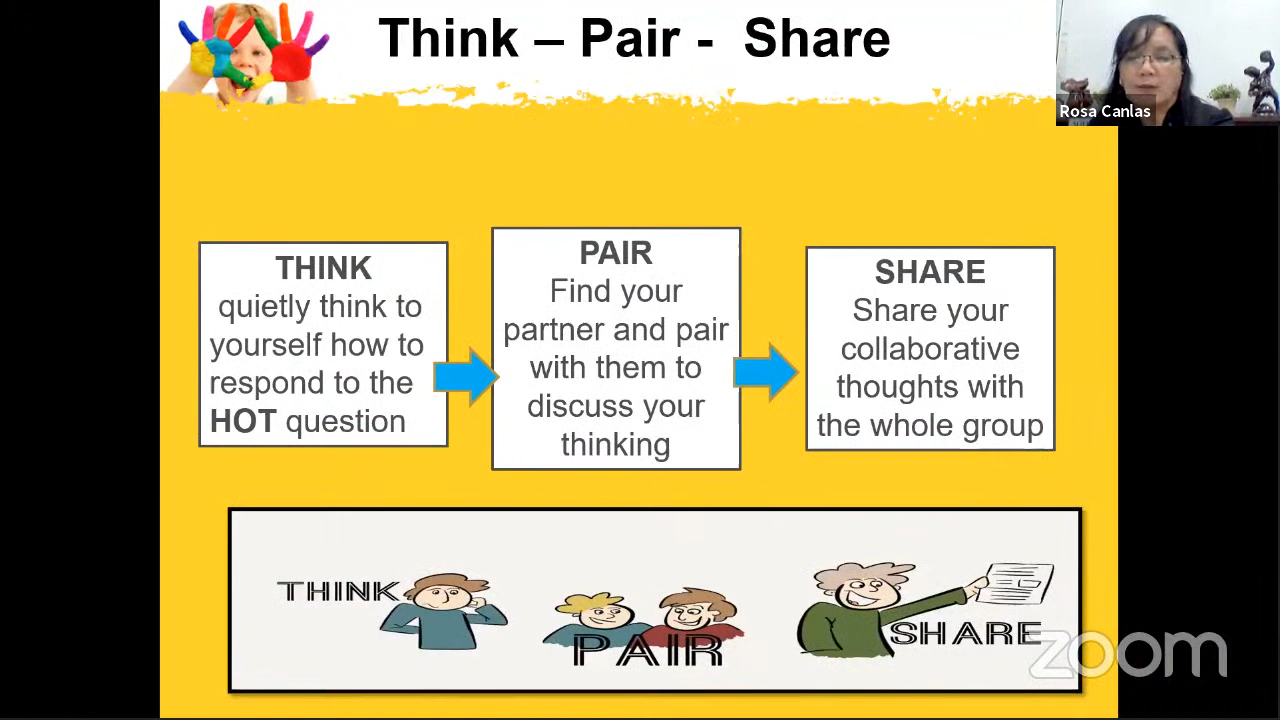 Think – Pair - Share
Rosa Canlas
THINK
quietly think to
yourself how to
respond to the
HOT question
PAIR
Find your
partner and pair
with them to
discuss your
thinking
SHARE
Share your
collaborative
thoughts with
the whole group
THINK
PAIR
SHARE
zoom